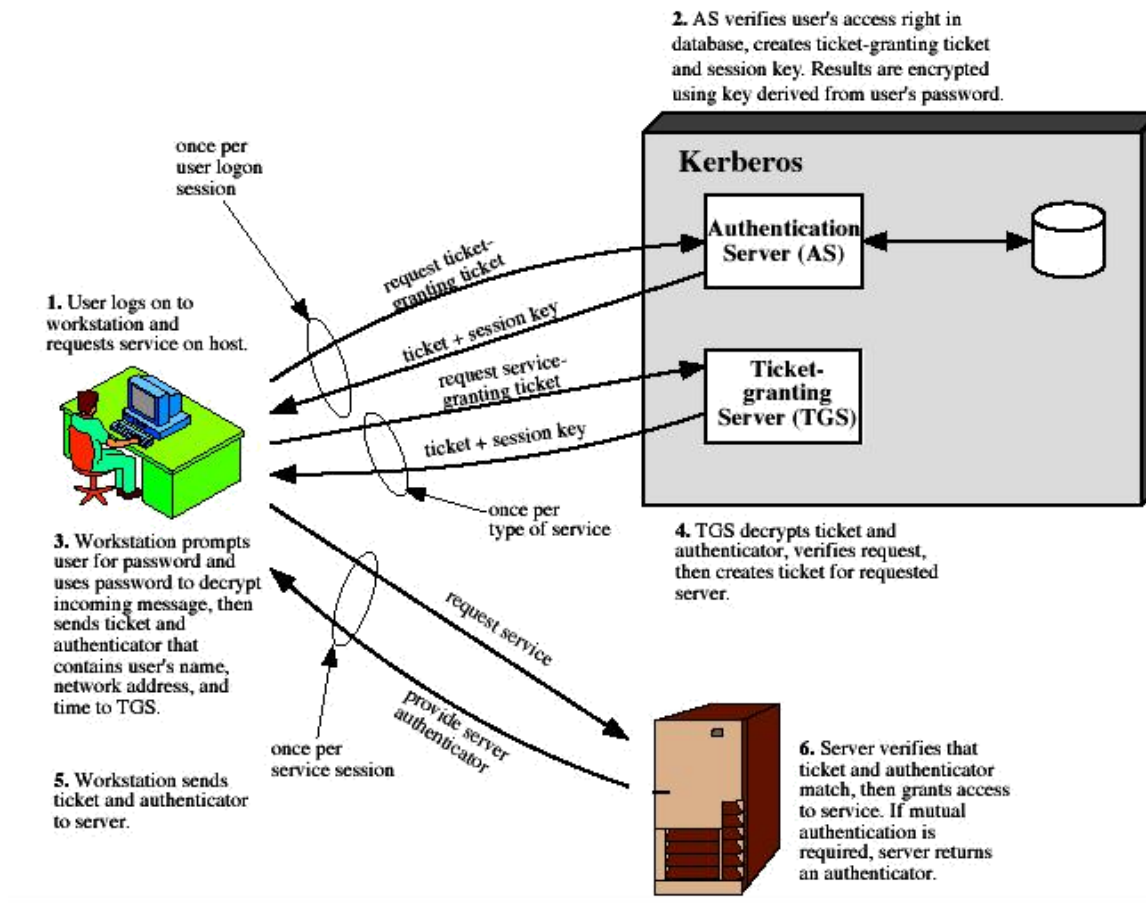 2. AS verifies user's access right in
database, creates ticket-granting ticket
and session key. Results are encrypted
using key derived from user's password.
once per
user logon
session
Kerberos
Authentication
Server (AS)
request ticket-
granting ticket
1. User logs on to
workstation and
requests service on host.
ticket + session key
request service-
granting ticket
Ticket-
granting
Server (TGS)
ticket + session key
once per
type of service
3. Workstation prompts
user for password and
uses password to decrypt
incoming message, then
sends ticket and
authenticator that
contains user's name,
network address, and
time to TGS.
4. TGS decrypts ticket and
authenticator, verifies request,
then creates ticket for requested
server.
request service
provide server
authenticator
once per
service session
5. Workstation sends
ticket and authenticator
to server.
6. Server verifies that
ticket and authenticator
match, then grants access
to service. If mutual
authentication is
required, server returns
an authenticator.